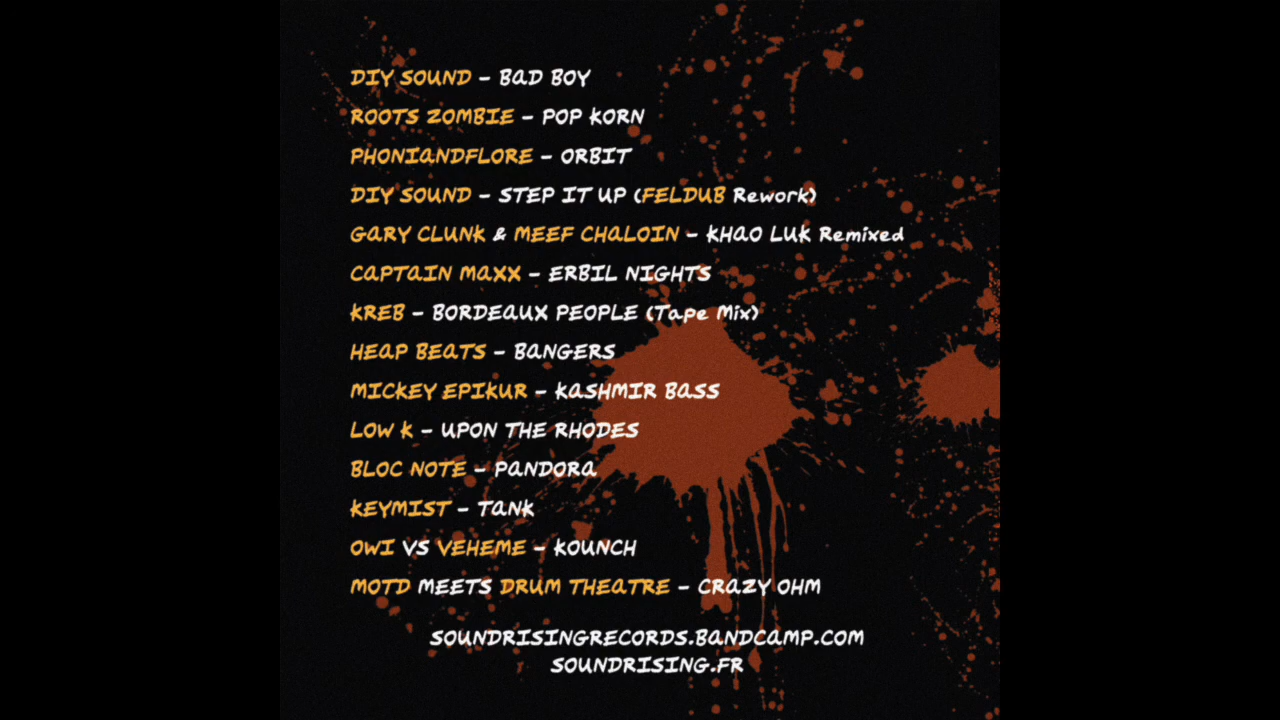 DIY SOUND – BAD BOY
ROOTS ZOMBIE – POP KORN
PHONIANDFLORE – ORBIT
DIY SOUND – STEP IT UP (FELDUB Rework)
GARY CLUNK & MEEF CHALOIN – KHAO LUK Remixed
CAPTAIN MAXX – ERBIL NIGHTS
KREB – BORDEAUX PEOPLE (Tape Mix)
HEAP BEATS – BANGERS
MICKEY EPIKUR – KASHMIR BASS
LOW K – UPON THE RHODES
BLOC NOTE – PANDORA
KEYMIST – TANK
OWI VS VEHEME – KOUNCH
MOTD MEETS DRUM THEATRE – CRAZY OHM
SOUNDRISINGRECORDS.BANDCAMP.COM
SOUNDRISING.FR